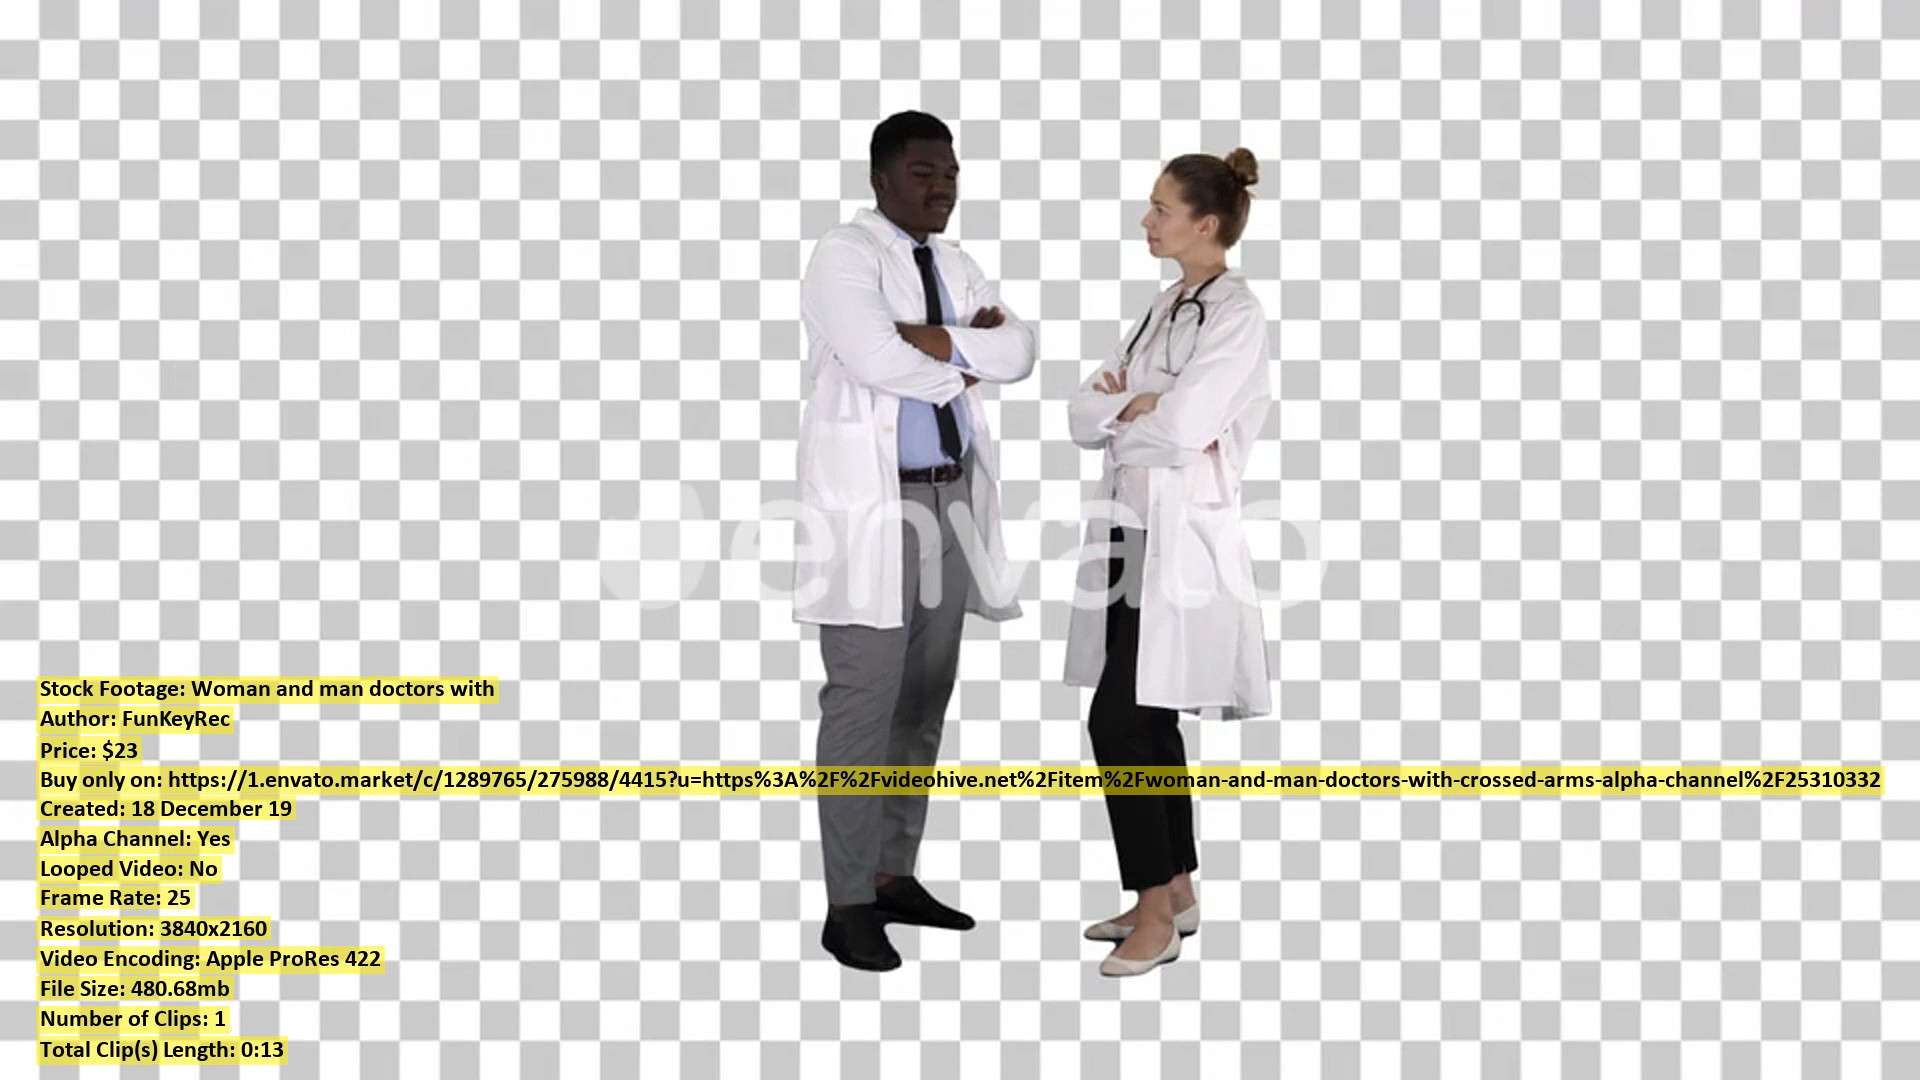 envato
Stock Footage: Woman and man doctors with
Author: FunKeyRec
Price: $23
Buy only on: https://1.envato.market/c/1289765/275988/4415?u=https%3A%2F%2Fvideohive.net%2Fitem%2Fwoman-and-man-doctors-with-crossed-arms-alpha-channel%2F25310332
Created: 18 December 19
Alpha Channel: Yes
Looped Video: No
Frame Rate: 25
Resolution: 3840x2160
Video Encoding: Apple ProRes 422
File Size: 480.68mb
Number of Clips: 1
Total Clip(s) Length: 0:13